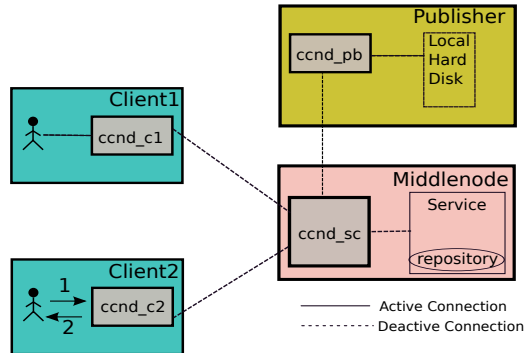 Publisher
ccnd_pb
Local
Hard
Disk
Client1
ccnd_c1
Middlenode
Service
ccnd_sc
repository
Client2
1
2
ccnd_c2
Active Connection
Deactive Connection